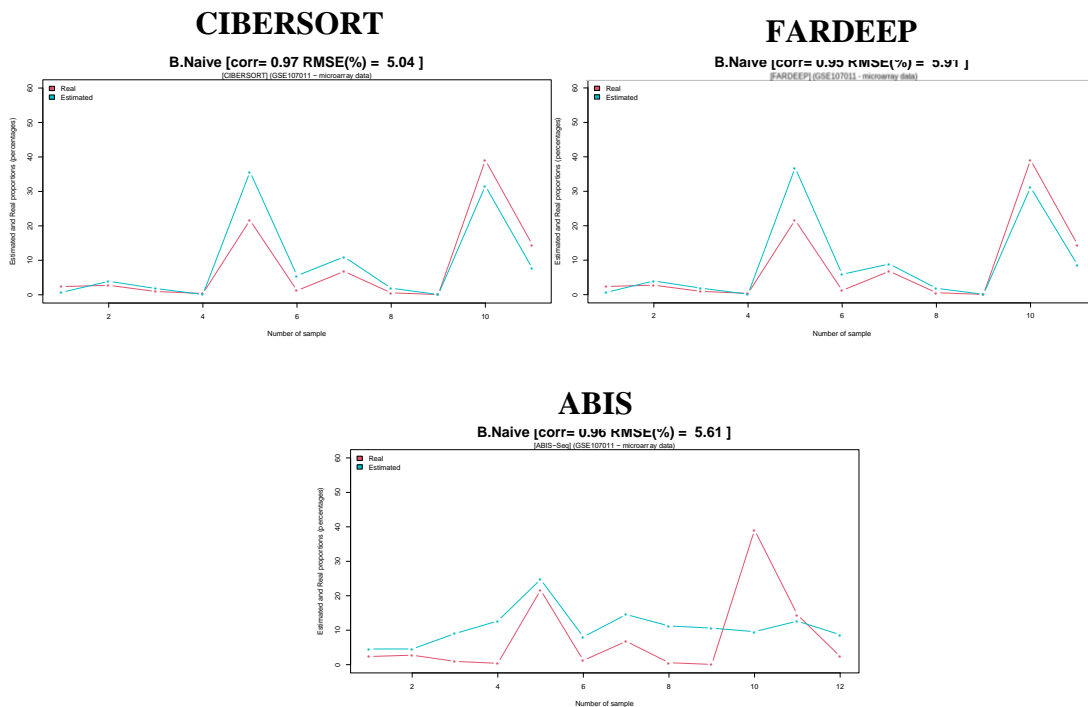 CIBERSORT
B.Naive [corr= 0.97 RMSE(%) = 5.04 ]
[CIBERSORT] (GSE107011 − microarray data)
Real
Estimated
Estimated and Real proportions (percentages)
60
50
40
30
20
10
0
2 4 6 8 10
Number of sample
FARDEEP
B.Naive [corr= 0.95 RMSE(%) = 5.91 ]
[FARDEEP] (GSE107011 - microarray data)
Real
Estimated
Estimated and Real proportions (percentages)
60
50
40
30
20
10
0
2 4 6 8 10
Number of sample
ABIS
B.Naive [corr= 0.96 RMSE(%) = 5.61 ]
[ABIS−Seq] (GSE107011 − microarray data)
Real
Estimated
Estimated and Real proportions (percentages)
60
50
40
30
20
10
0
2 4 6 8 10 12
Number of sample